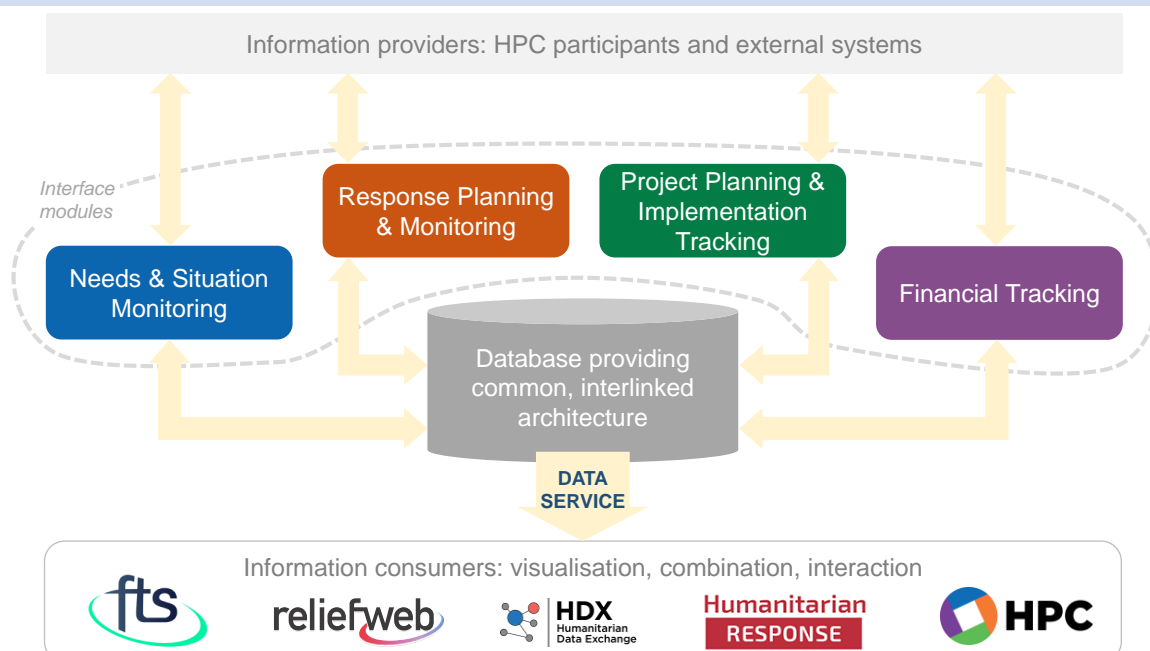 Information providers: HPC participants and external systems
Interface
modules
Response Planning
& Monitoring
Project Planning &
Implementation
Tracking
Needs & Situation
Monitoring
Financial Tracking
Database providing
common, interlinked
architecture
DATA
SERVICE
Information consumers: visualisation, combination, interaction
fts
reliefweb
HDX
Humanitarian
Data Exchange
Humanitarian
RESPONSE
HPC